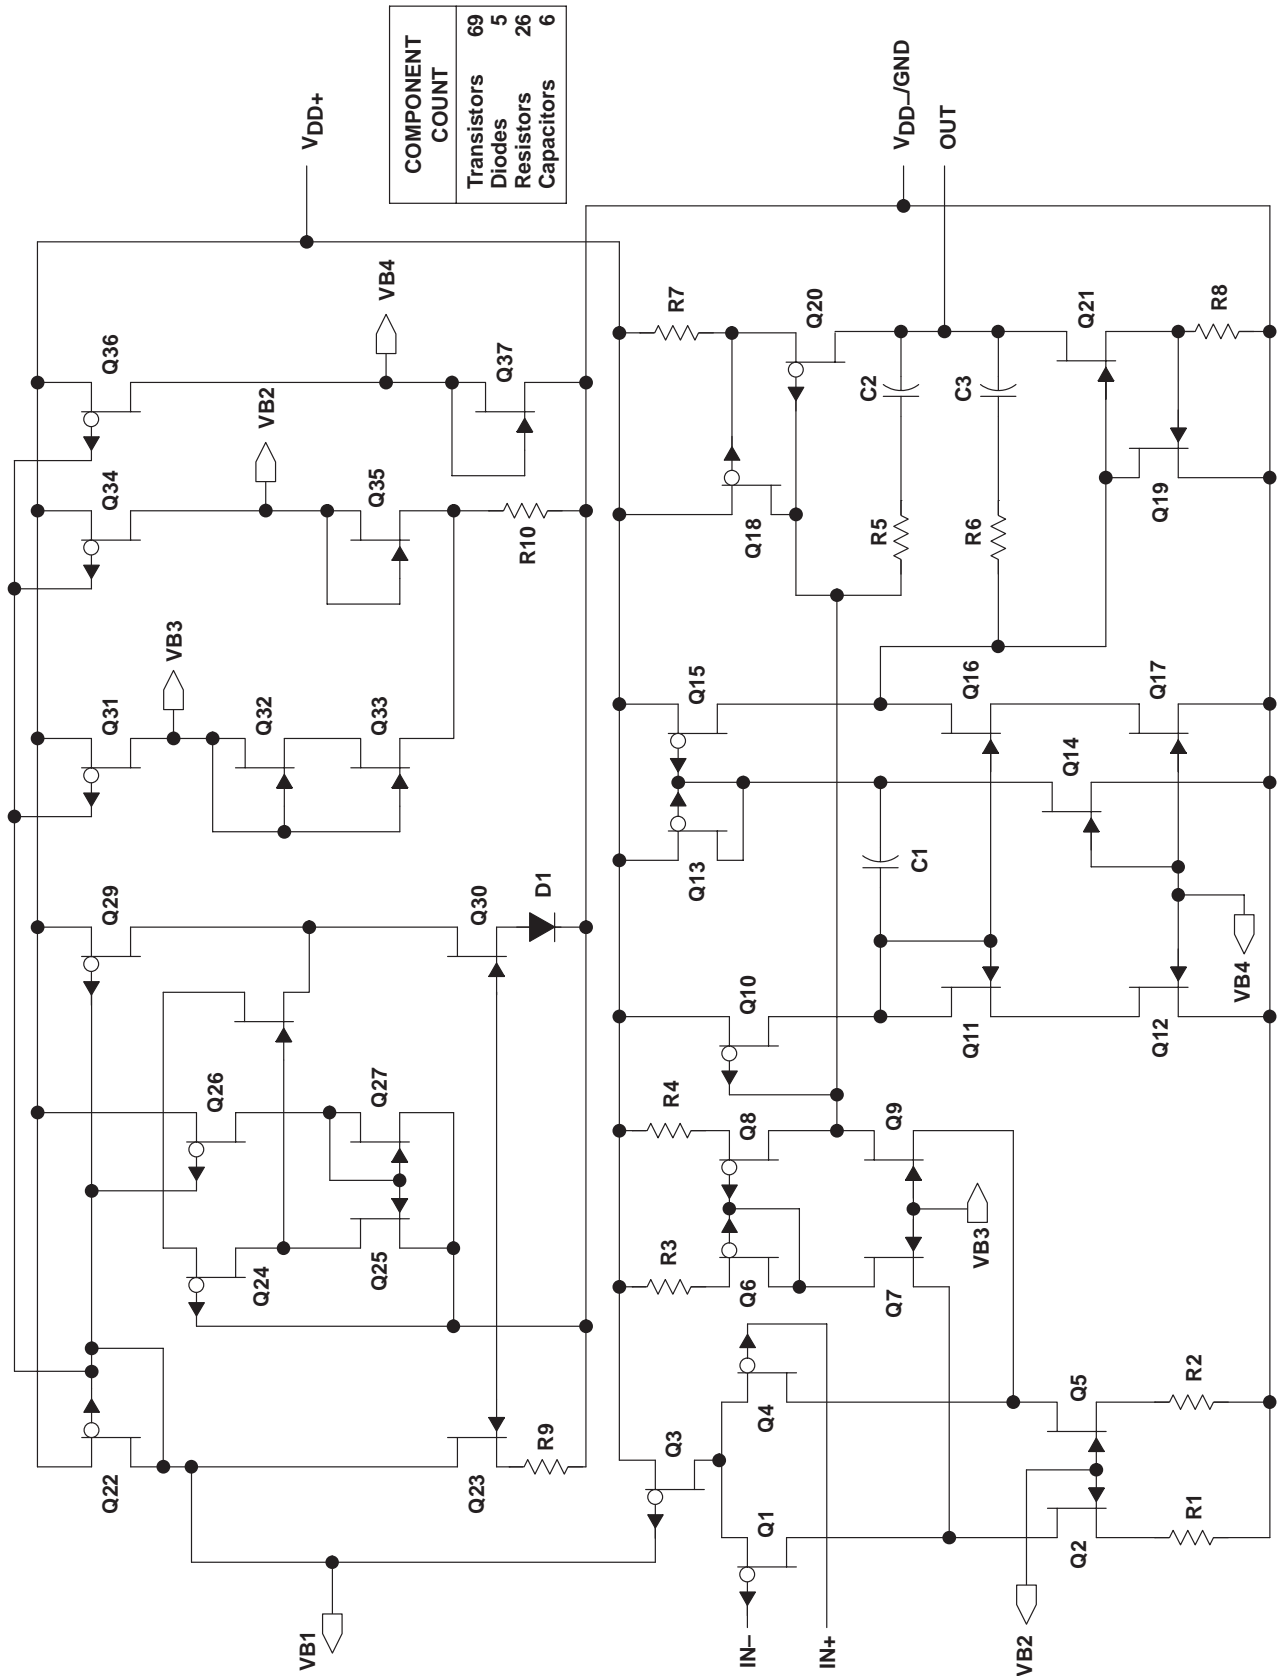 COMPONENT
COUNT
Transistors 69
Diodes 5
Resistors 26
Capacitors 6
VDD+
VDD–/GND
OUT
Q22
Q29
Q31
Q34
Q36
VB3
VB2
VB4
Q26
Q24
Q27
Q25
Q32
Q33
Q35
Q37
Q23
Q30
R9
D1
R10
VB1
Q3
R3
R4
Q6
Q8
Q10
Q13
Q15
Q18
R7
Q20
IN–
IN+
Q1
Q4
Q7
Q9
VB3
C1
R5
C2
R6
C3
Q11
Q14
Q16
Q19
Q21
Q2
Q5
Q12
Q17
VB2
R1
R2
VB4
R8